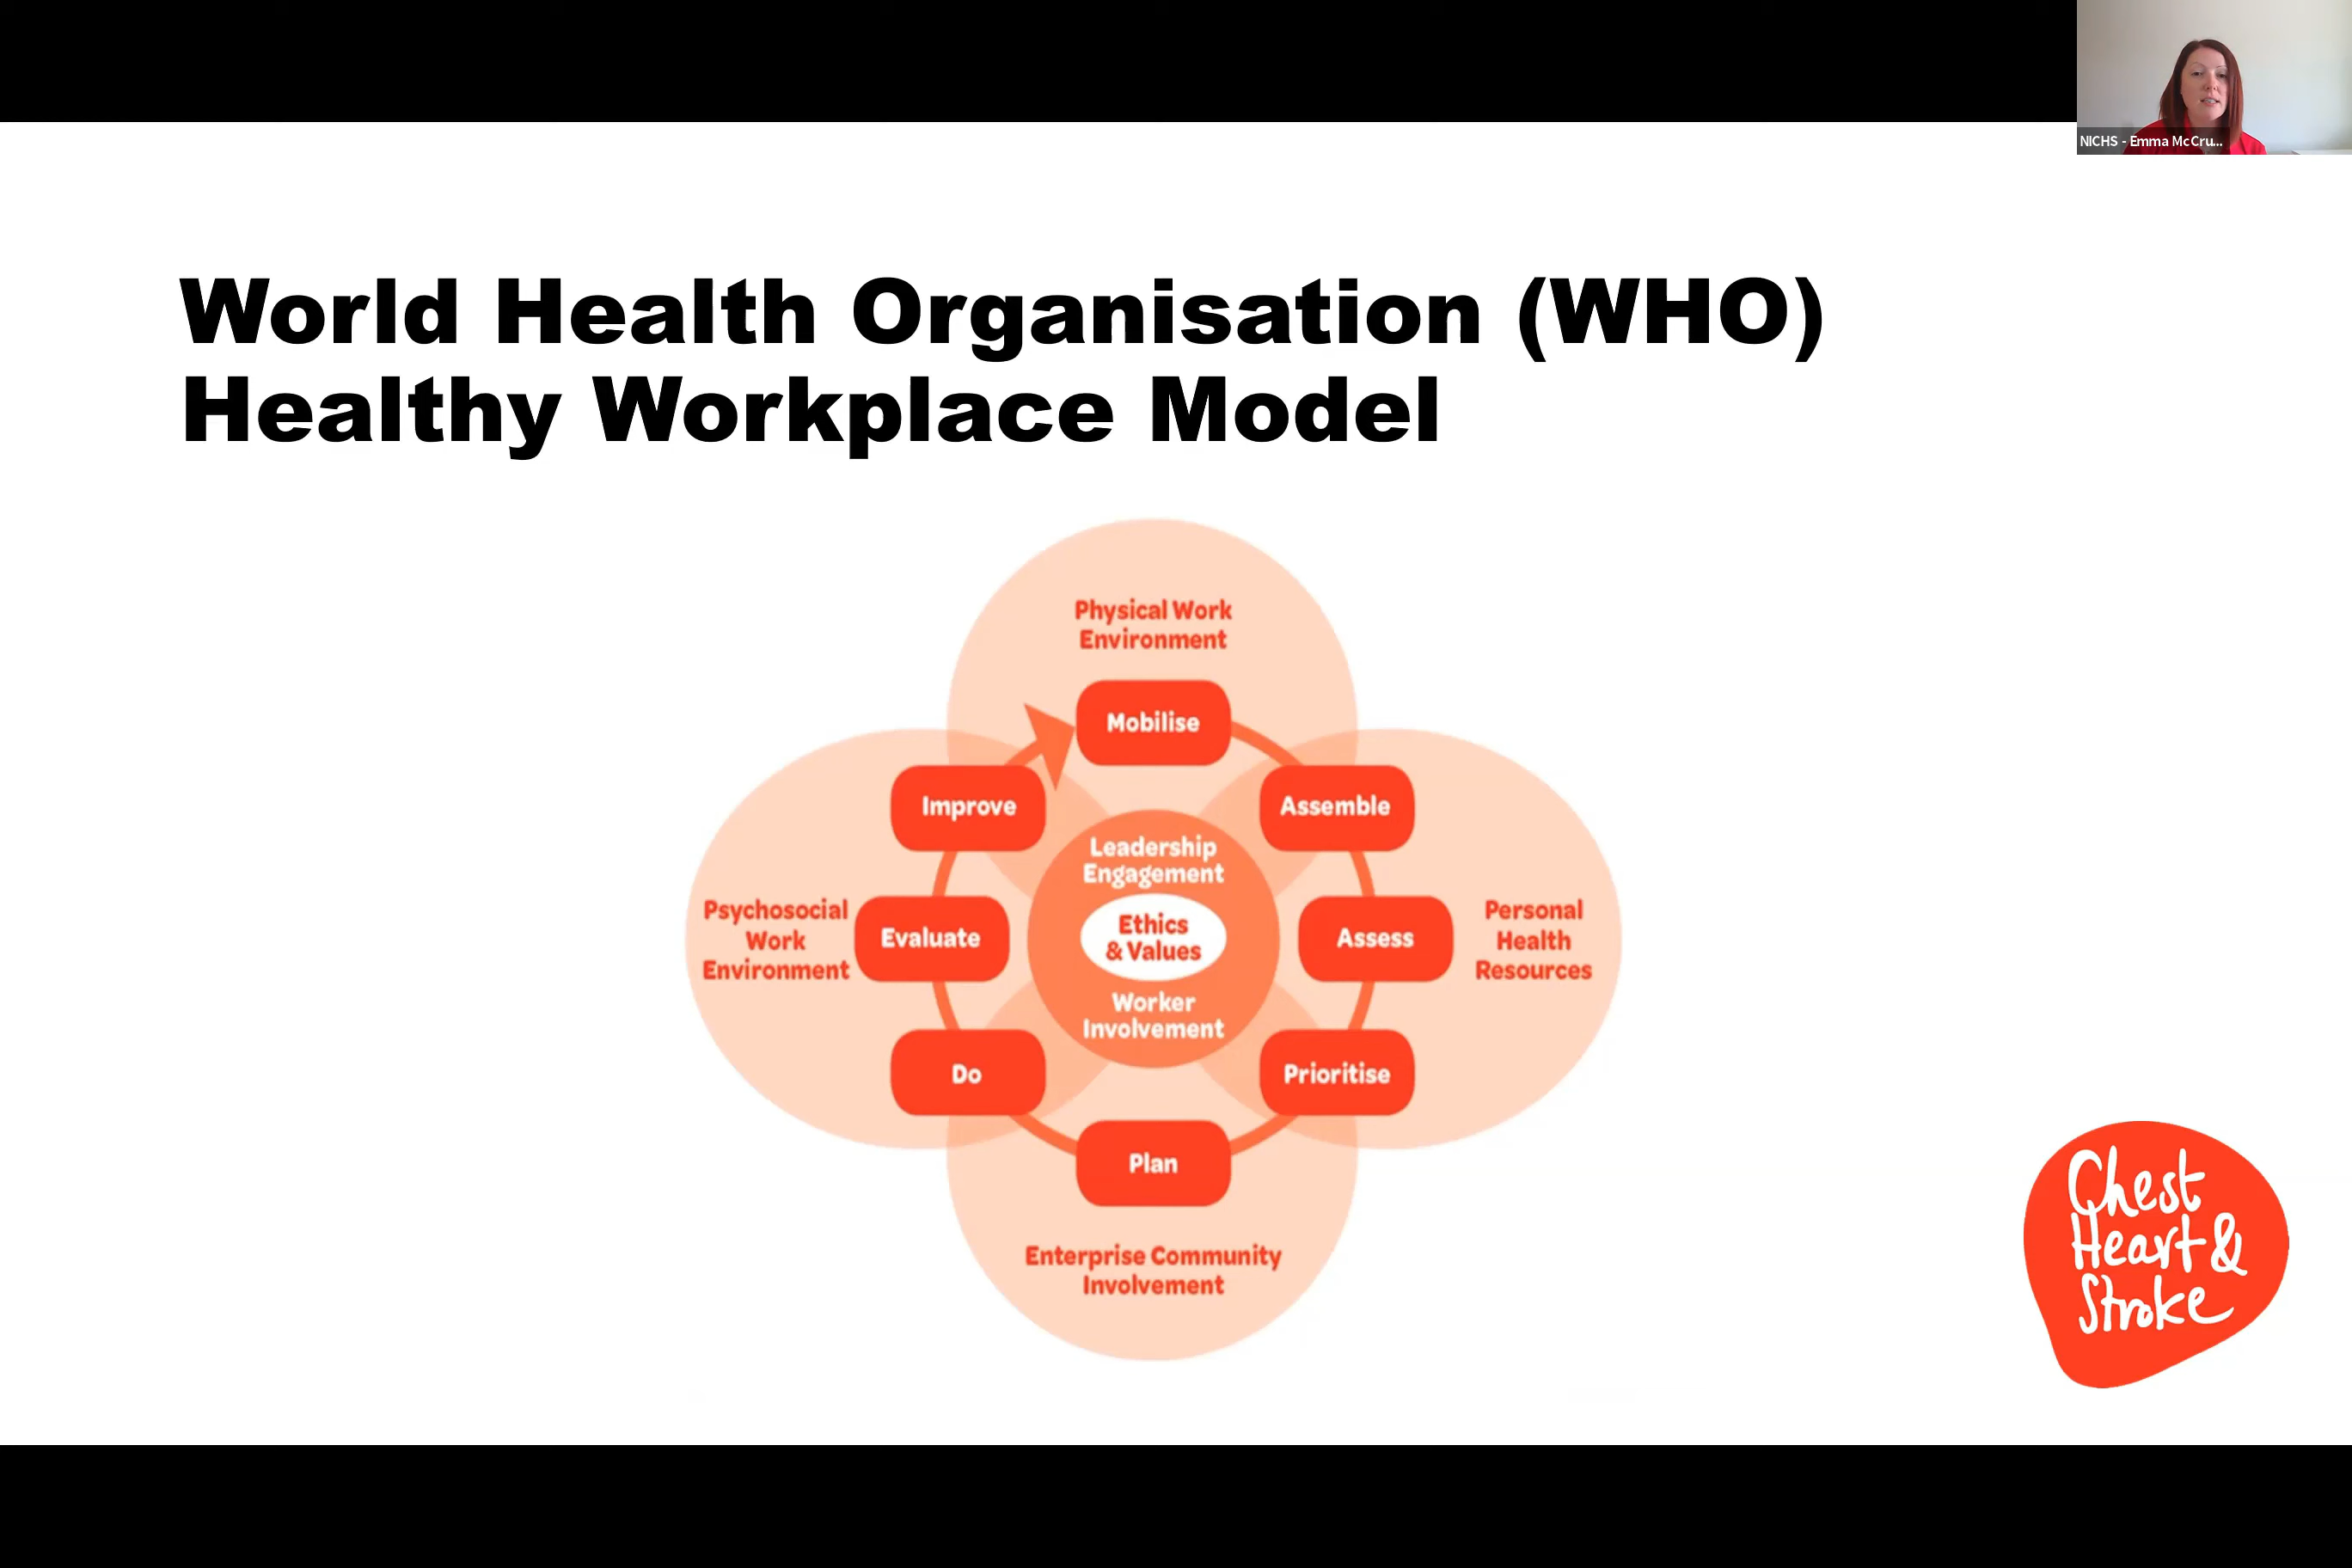 NICHS - Emma McCru...
World Health Organisation (WHO)
Healthy Workplace Model
Physical Work
Environment
Mobilise
Improve
Assemble
Leadership
Engagement
Psychosocial
Work
Environment
Evaluate
Ethics
& Values
Assess
Personal
Health
Resources
Worker
Involvement
Do
Prioritise
Plan
Enterprise Community
Involvement
Chest
Heart &
Stroke